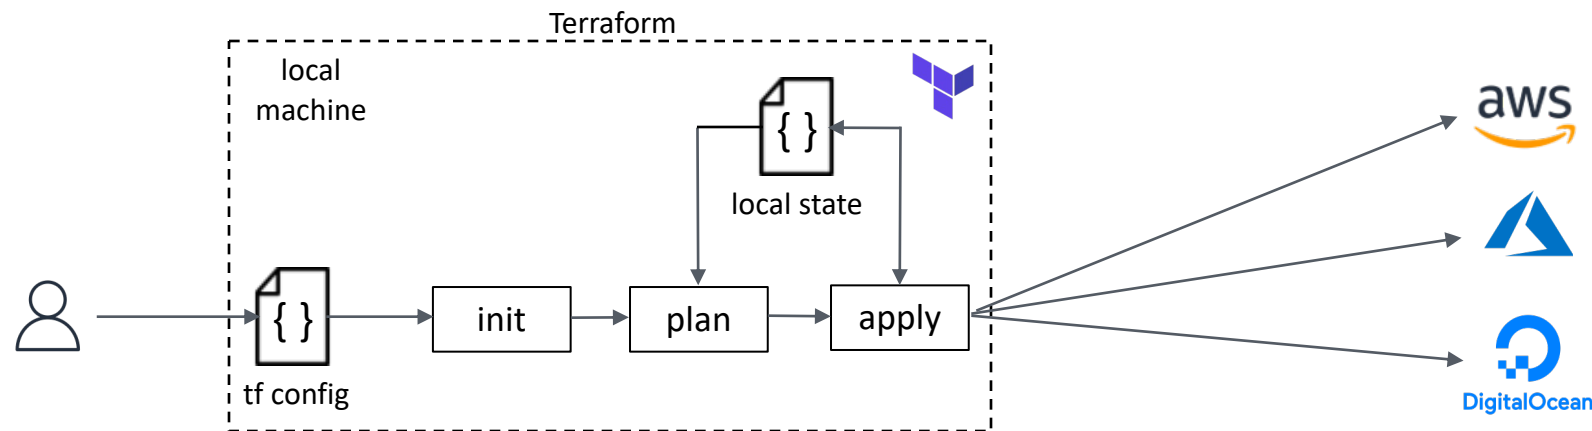 Terraform
local
machine
{ }
local state
{ }
tf config
init
plan
apply
aws
DigitalOcean